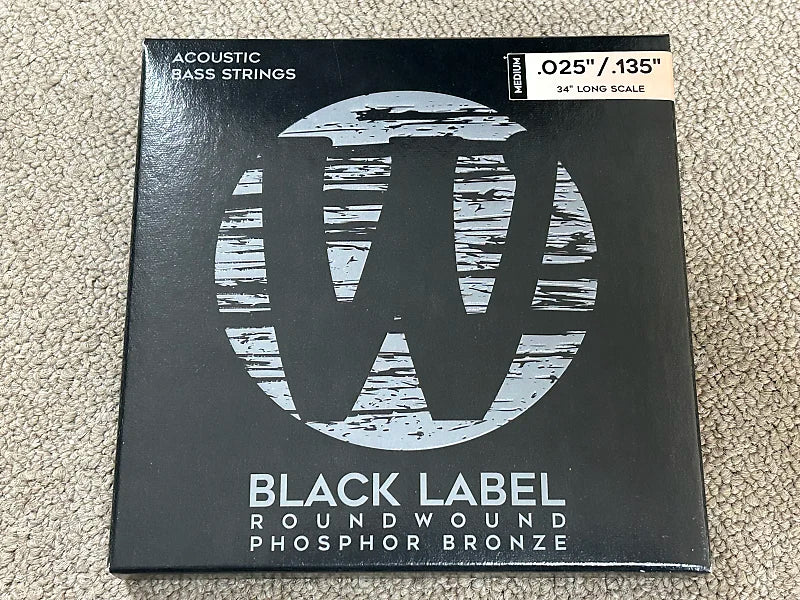 ACOUSTIC
BASS STRINGS
MEDIUM
.025"/.135"
34" LONG SCALE
W
BLACK LABEL
ROUNDWOUND
PHOSPHOR BRONZE